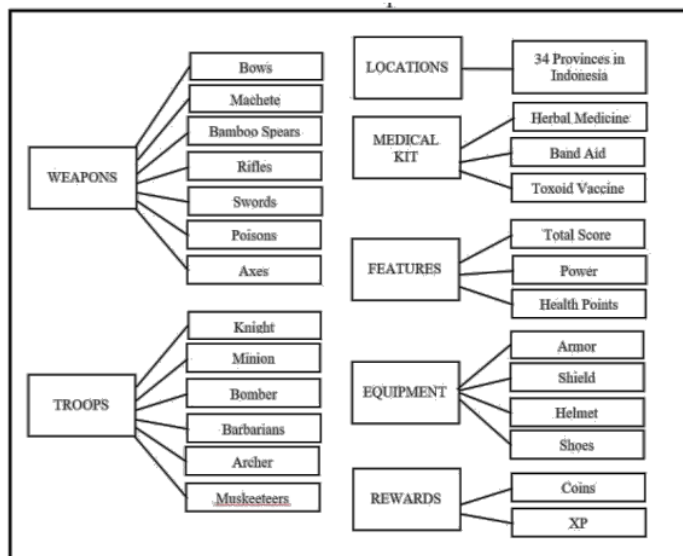 WEAPONS
Bows
Machete
Bamboo Spears
Rifles
Swords
Poisons
Axes
TROOPS
Knight
Minion
Bomber
Barbarians
Archer
Muskeeteers
LOCATIONS
34 Provinces in
Indonesia
MEDICAL
KIT
Herbal Medicine
Band Aid
Toxoid Vaccine
FEATURES
Total Score
Power
Health Points
EQUIPMENT
Armor
Shield
Helmet
Shoes
REWARDS
Coins
XP